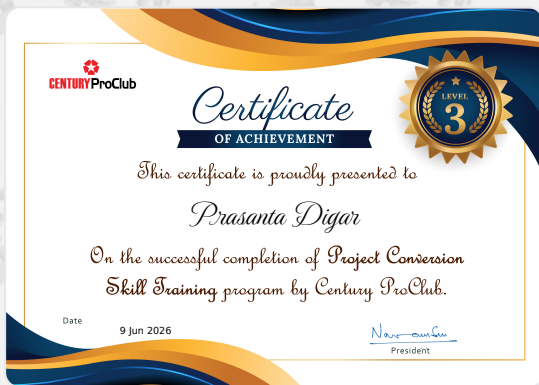 CENTURY ProClub
Certificate
OF ACHIEVEMENT
LEVEL
3
This certificate is proudly presented to
Prasanta Digar
On the successful completion of Project Conversion
Skill Training program by Century ProClub.
Date
9 Jun 2026
President